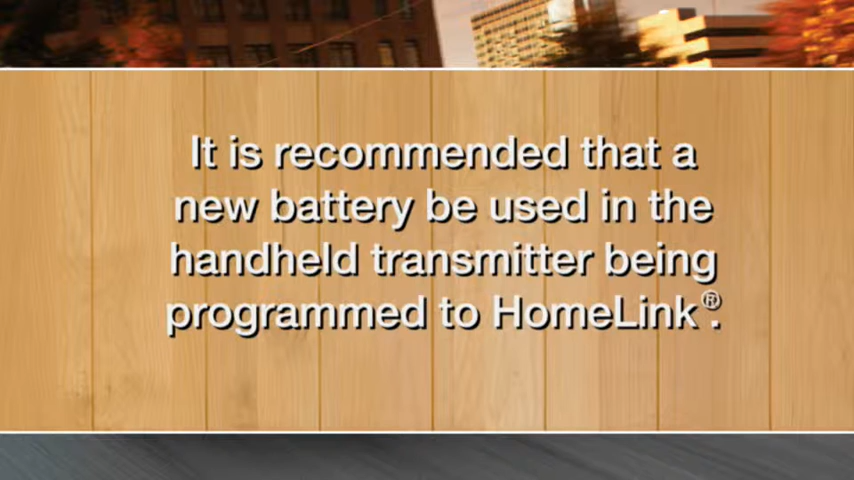 It is recommended that a
new battery be used in the
handheld transmitter being
programmed to HomeLink®.